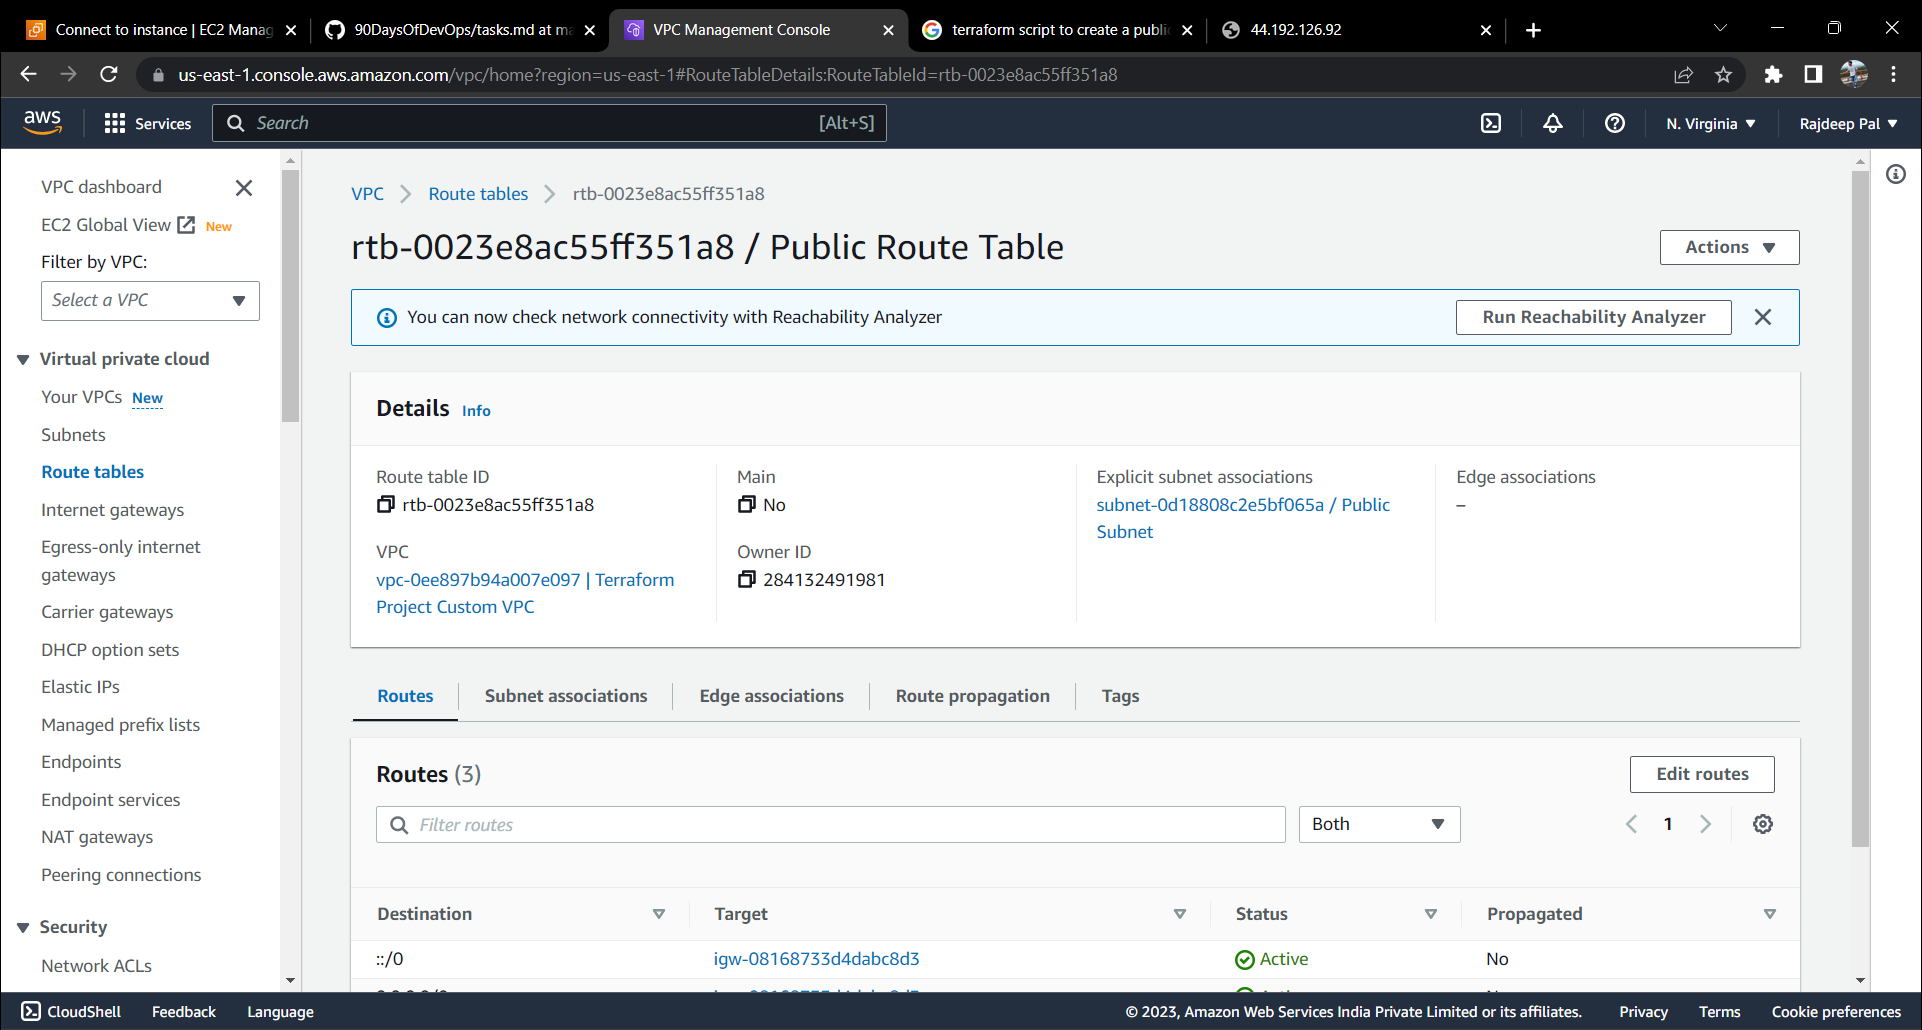 Connect to instance | EC2 Manag
90DaysOfDevOps/tasks.md at ma
VPC Management Console
terraform script to create a publi
44.192.126.92
us-east-1.console.aws.amazon.com/vpc/home?region=us-east-1#RouteTableDetails:RouteTableId=rtb-0023e8ac55ff351a8
aws
Services
Search
[Alt+S]
N. Virginia
Rajdeep Pal
VPC dashboard
EC2 Global View New
Filter by VPC:
Select a VPC
Virtual private cloud
Your VPCs New
Subnets
Route tables
Internet gateways
Egress-only internet
gateways
Carrier gateways
DHCP option sets
Elastic IPs
Managed prefix lists
Endpoints
Endpoint services
NAT gateways
Peering connections
Security
Network ACLs
VPC
Route tables
rtb-0023e8ac55ff351a8
rtb-0023e8ac55ff351a8 / Public Route Table
Actions
You can now check network connectivity with Reachability Analyzer
Run Reachability Analyzer
Details Info
Route table ID
rtb-0023e8ac55ff351a8
Main
No
Explicit subnet associations
subnet-0d18808c2e5bf065a / Public
Subnet
Edge associations
–
VPC
vpc-0ee897b94a007e097 | Terraform
Project Custom VPC
Owner ID
284132491981
Routes
Subnet associations
Edge associations
Route propagation
Tags
Routes (3)
Edit routes
Filter routes
Both
1
Destination
Target
Status
Propagated
::/0
igw-08168733d4dabc8d3
Active
No
CloudShell
Feedback
Language
© 2023, Amazon Web Services India Private Limited or its affiliates.
Privacy
Terms
Cookie preferences